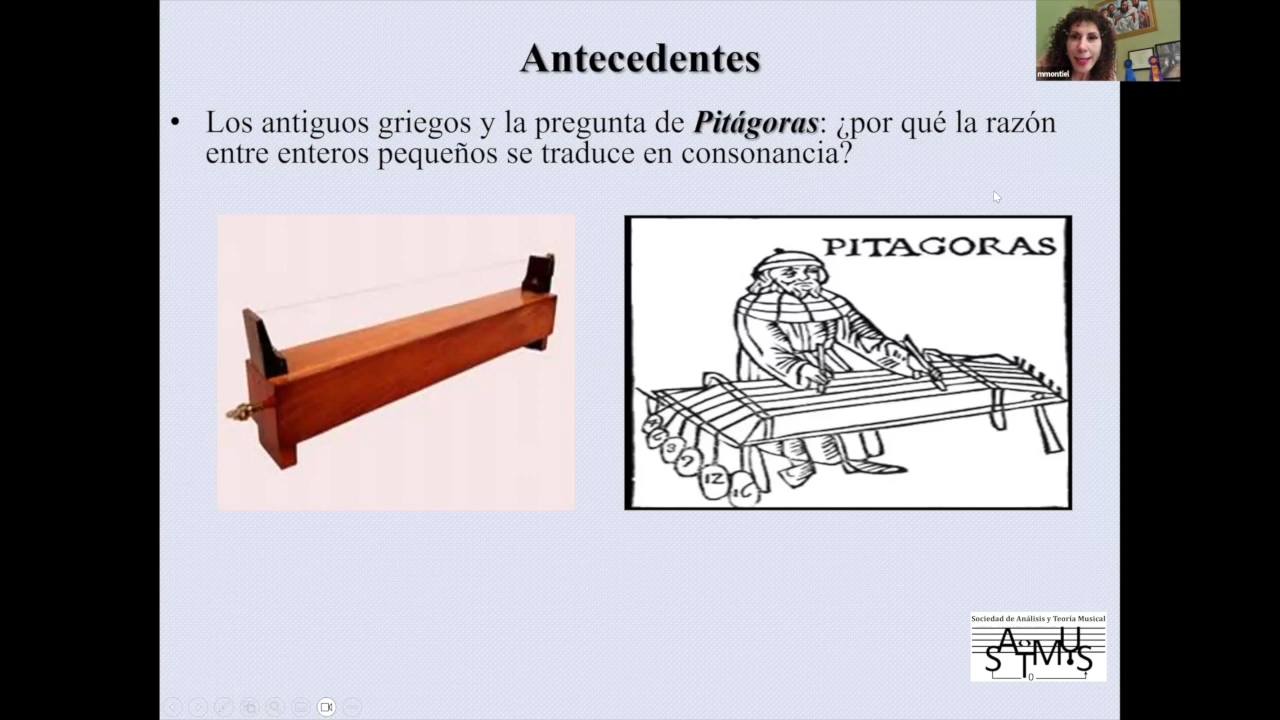 Antecedentes
mmontiel
• Los antiguos griegos y la pregunta de Pitágoras: ¿por qué la razón
entre enteros pequeños se traduce en consonancia?
PITAGORAS
12
16
Sociedad de Análisis y Teoría Musical
SATMUS